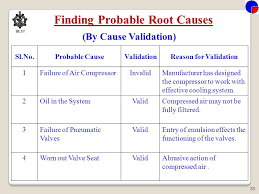 Finding Probable Root Causes
(By Cause Validation)
Sl.No. Probable Cause Validation Reason for Validation
1 Failure of Air Compressor Invalid Manufacturer has designed
the compressor to work with
effective cooling system.
2 Oil in the System Valid Compressed air may not be
fully filtered.
3 Failure of Pneumatic Valid Entry of emulsion effects the
Valves functioning of the valves.
4 Worn out Valve Seat Valid Abrasive action of
compressed air .
33